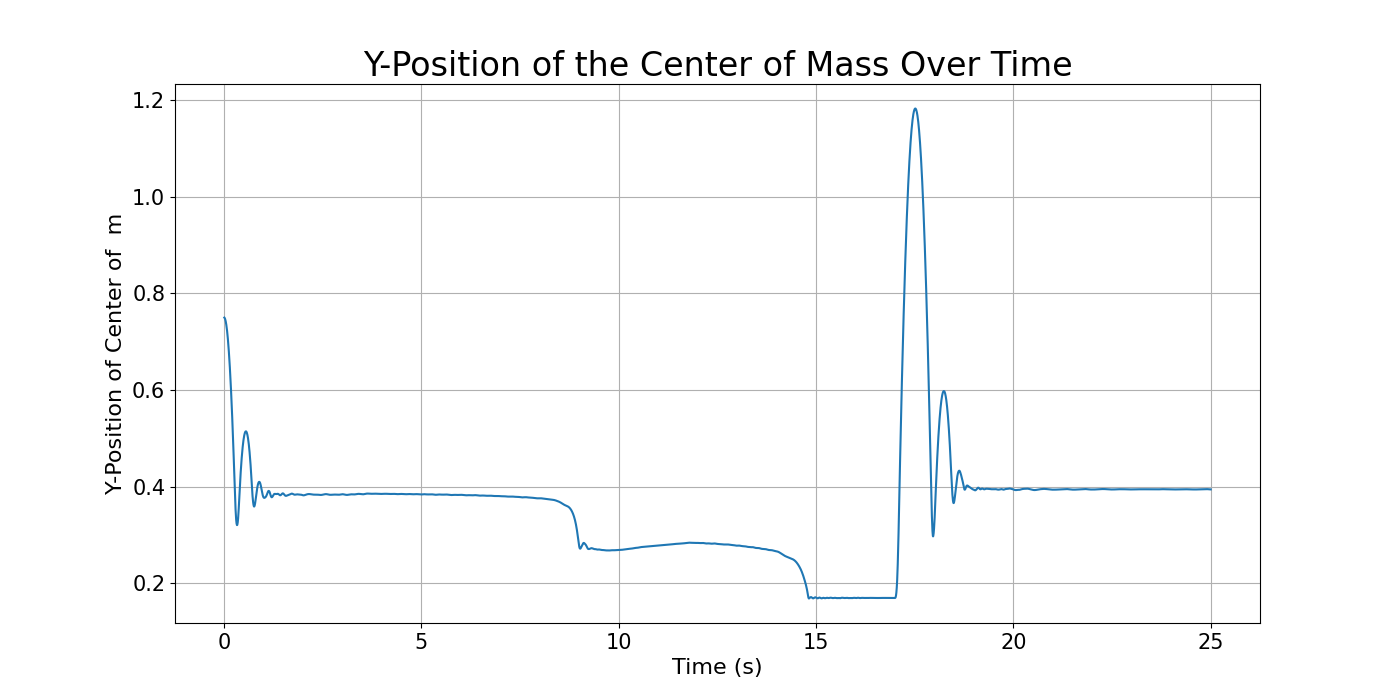 Y-Position of the Center of Mass Over Time
Y-Position of Center of  m
1.2
1.0
0.8
0.6
0.4
0.2
0 5 10 15 20 25
Time (s)